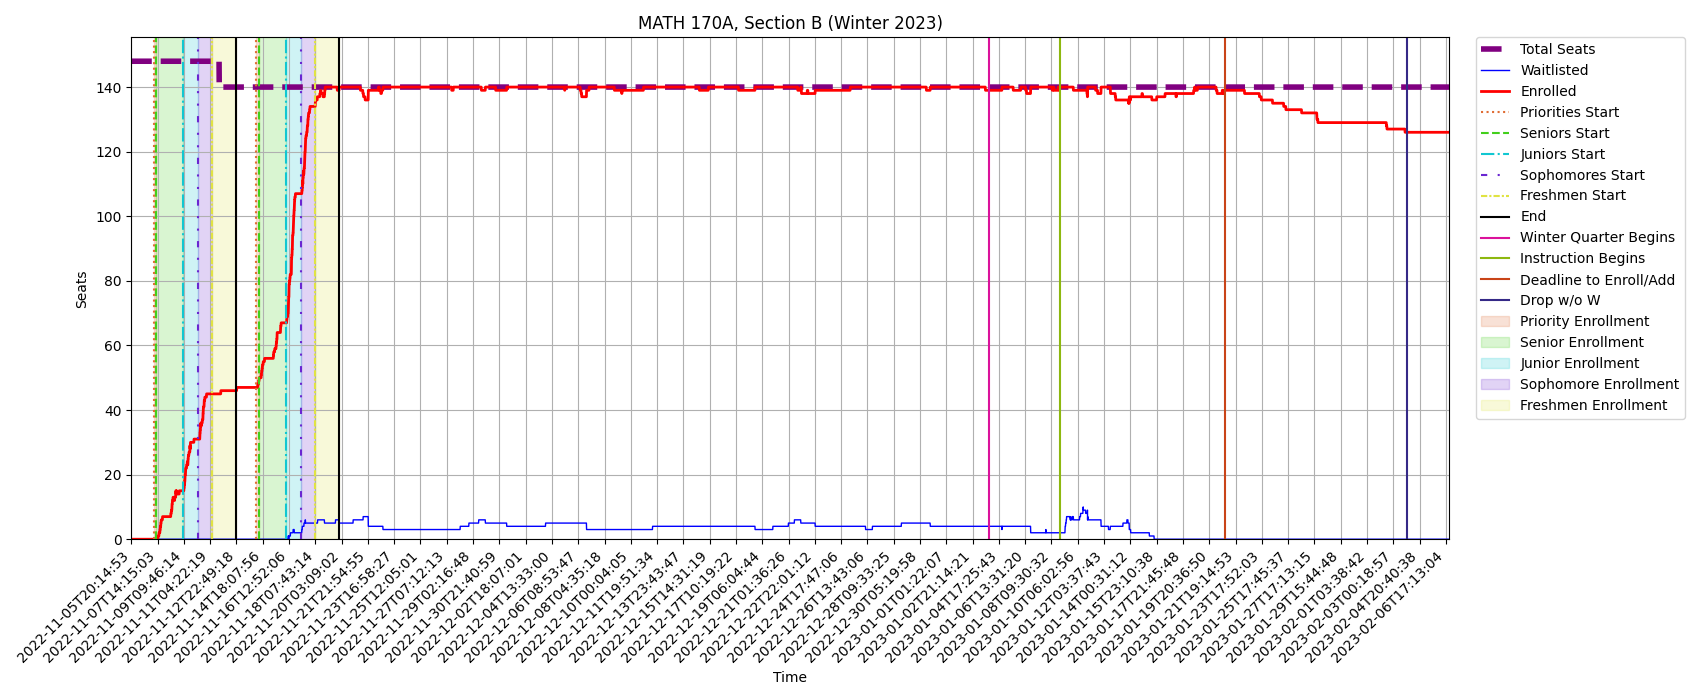 MATH 170A, Section B (Winter 2023)
Seats
140
120
100
80
60
40
20
0
2022-11-05T20:14:53
2022-11-07T14:15:03
2022-11-09T09:46:14
2022-11-11T04:22:19
2022-11-12T22:49:18
2022-11-14T18:07:56
2022-11-16T12:52:06
2022-11-18T07:43:14
2022-11-20T03:09:02
2022-11-21T21:54:55
2022-11-23T16:58:27
2022-11-25T12:05:01
2022-11-27T07:12:13
2022-11-29T02:16:48
2022-11-30T21:40:59
2022-12-02T18:07:01
2022-12-04T13:33:00
2022-12-06T08:53:47
2022-12-08T04:35:18
2022-12-10T00:04:05
2022-12-11T19:51:34
2022-12-13T23:43:47
2022-12-15T14:31:19
2022-12-17T10:19:22
2022-12-19T06:04:44
2022-12-21T01:36:26
2022-12-22T22:01:12
2022-12-24T17:47:06
2022-12-26T13:43:06
2022-12-28T09:33:25
2022-12-30T05:19:58
2023-01-01T01:22:07
2023-01-02T21:14:21
2023-01-04T17:25:43
2023-01-06T13:31:20
2023-01-08T09:30:32
2023-01-10T06:02:56
2023-01-12T03:37:43
2023-01-14T00:31:12
2023-01-15T23:10:38
2023-01-17T21:45:48
2023-01-19T20:36:50
2023-01-21T19:14:53
2023-01-23T17:52:03
2023-01-25T17:45:37
2023-01-27T17:13:15
2023-01-29T15:44:48
2023-02-01T03:38:42
2023-02-03T00:18:57
2023-02-04T20:40:38
2023-02-06T17:13:04
Time
Total Seats
Waitlisted
Enrolled
Priorities Start
Seniors Start
Juniors Start
Sophomores Start
Freshmen Start
End
Winter Quarter Begins
Instruction Begins
Deadline to Enroll/Add
Drop w/o W
Priority Enrollment
Senior Enrollment
Junior Enrollment
Sophomore Enrollment
Freshmen Enrollment